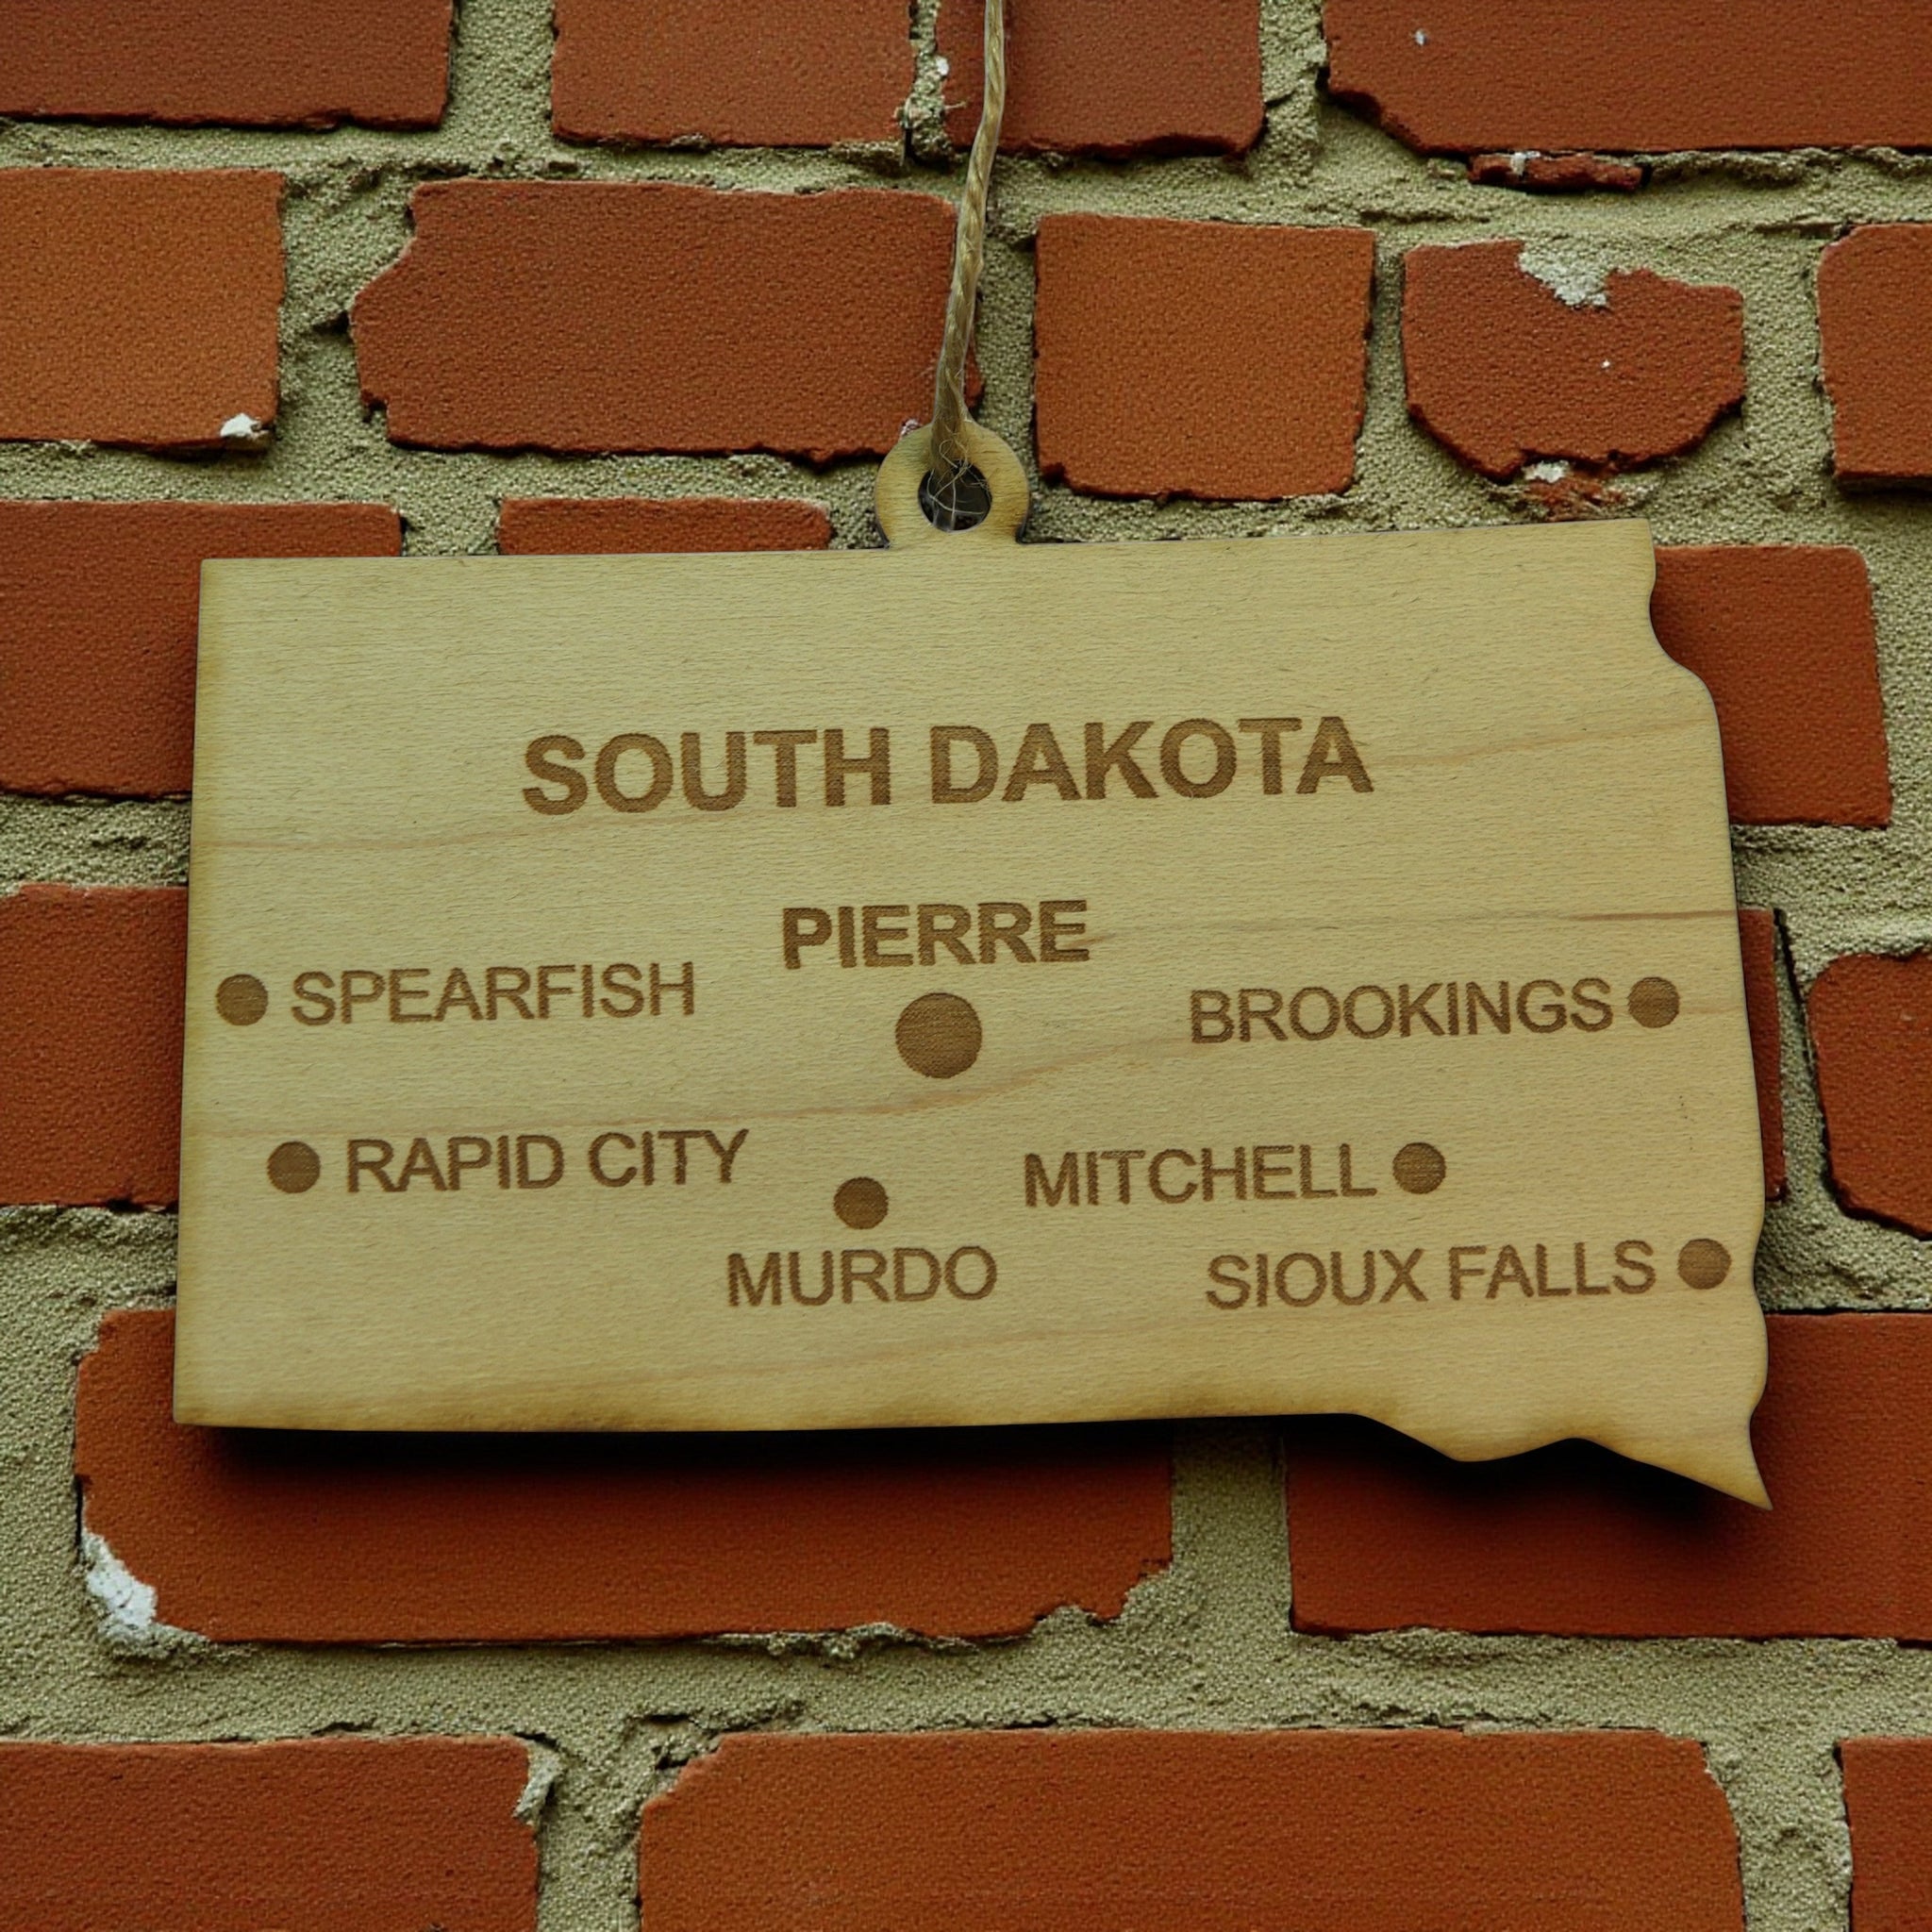 SOUTH DAKOTA
PIERRE
SPEARFISH
BROOKINGS
RAPID CITY
MITCHELL
MURDO
SIOUX FALLS